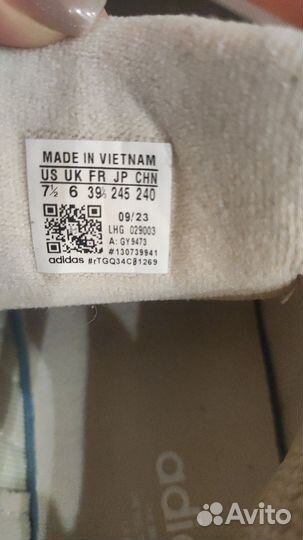 MADE IN VIETNAM
US UK FR JP CHN
7½ 6 39⅓ 245 240
09/23
LHG 029003
A: GY9473
#130739941
adidas #rTGQ34C81269
adidas
Avito